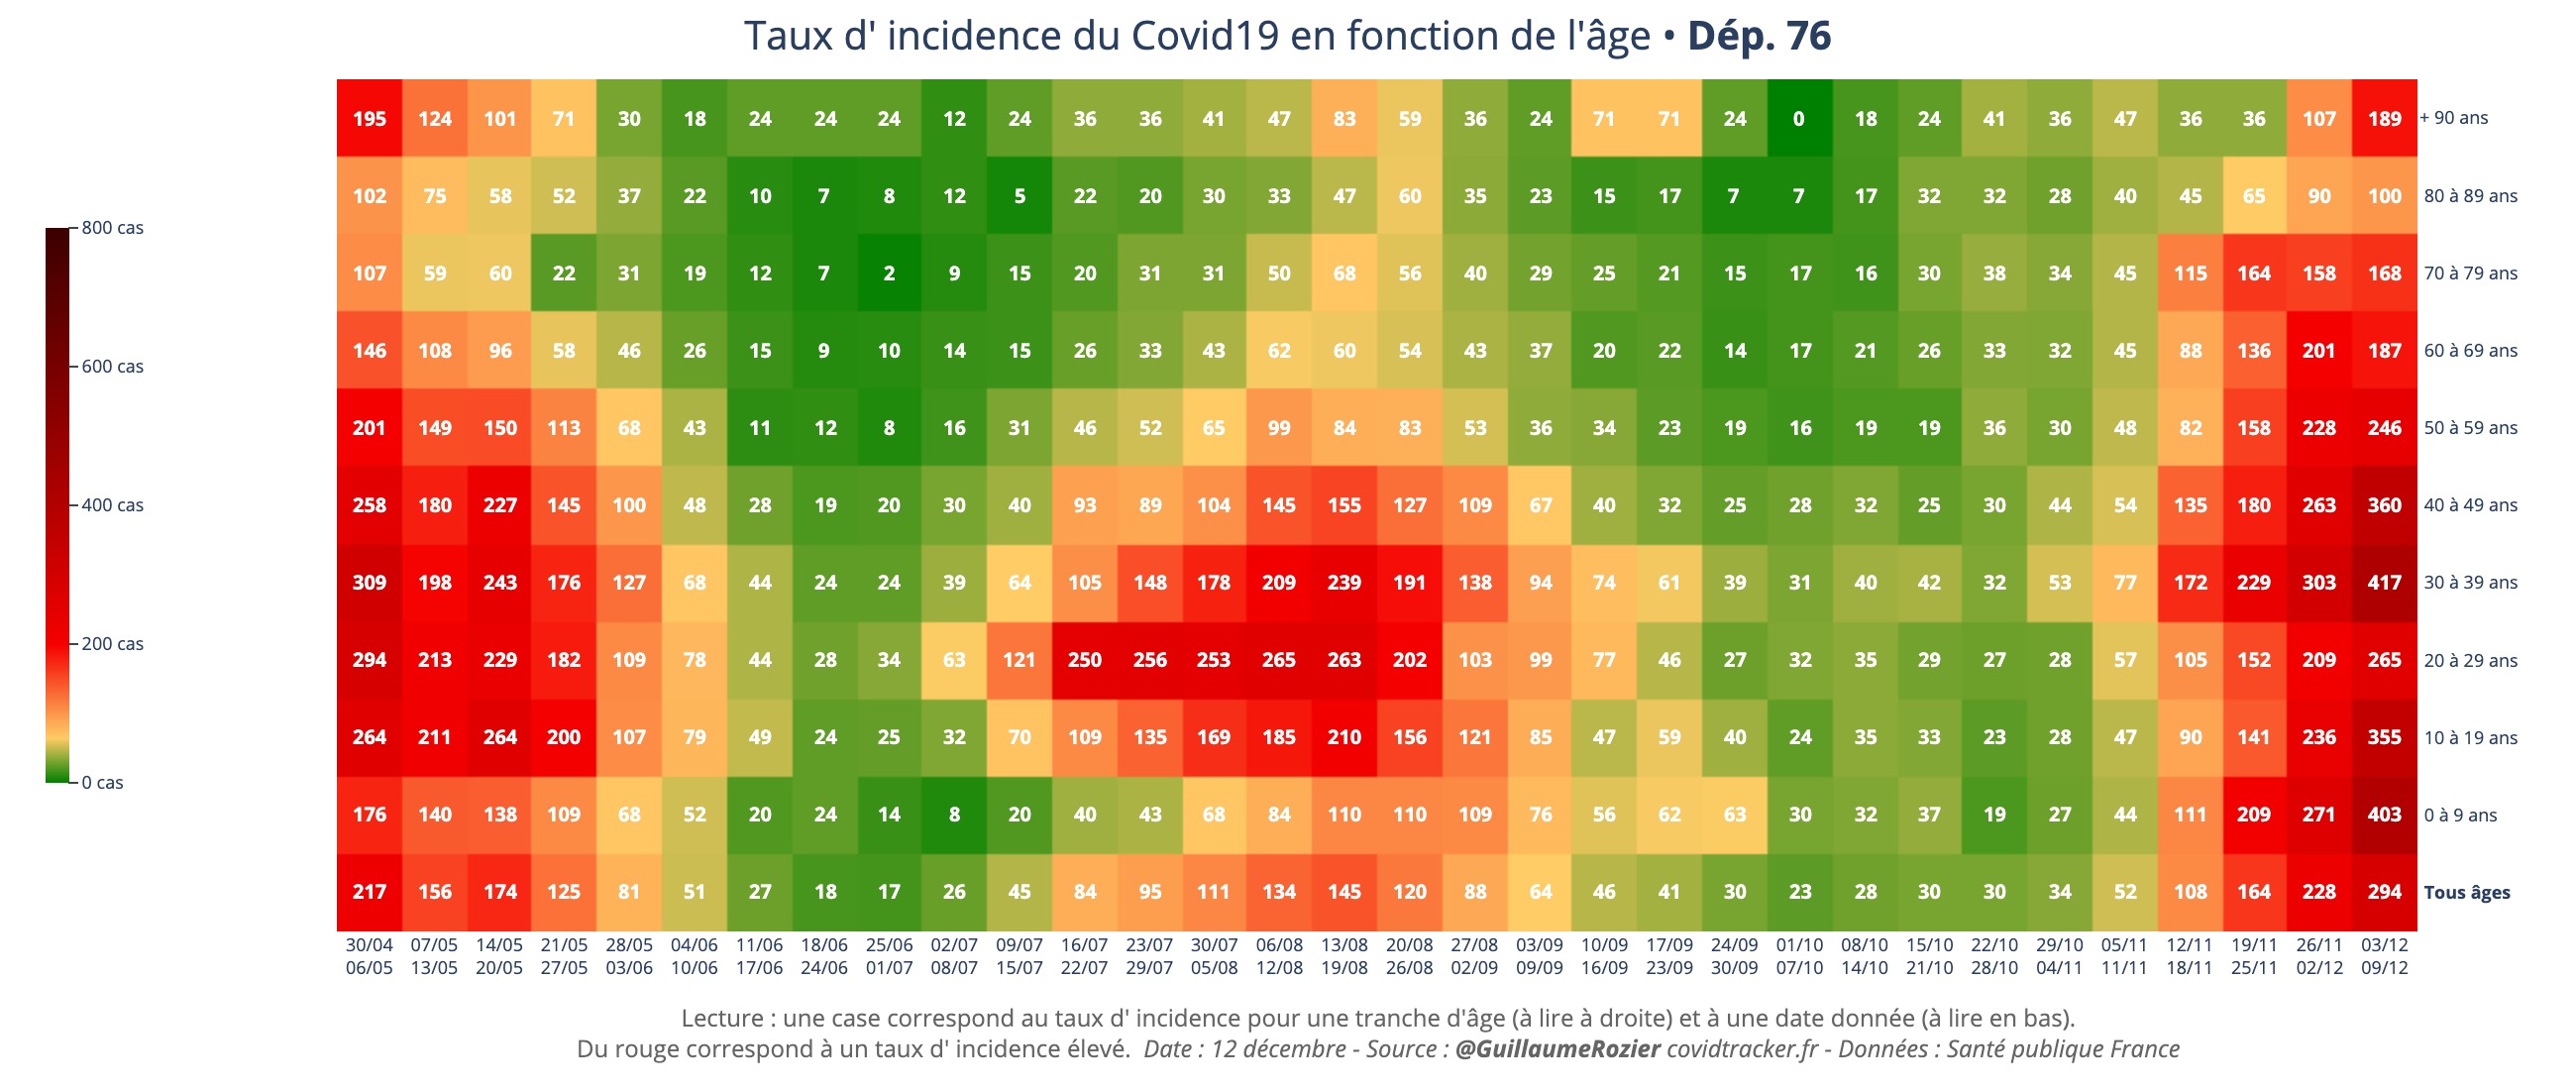 Taux d' incidence du Covid19 en fonction de l'âge • Dép. 76
800 cas
600 cas
400 cas
200 cas
0 cas
195 124 101 71 30 18 24 24 24 12 24 36 36 41 47 83 59 36 24 71 71 24 0 18 24 41 36 47 36 36 107 189 + 90 ans
102 75 58 52 37 22 10 7 8 12 5 22 20 30 33 47 60 35 23 15 17 7 7 17 32 32 28 40 45 65 90 100 80 à 89 ans
107 59 60 22 31 19 12 7 2 9 15 20 31 31 50 68 56 40 29 25 21 15 17 16 30 38 34 45 115 164 158 168 70 à 79 ans
146 108 96 58 46 26 15 9 10 14 15 26 33 43 62 60 54 43 37 20 22 14 17 21 26 33 32 45 88 136 201 187 60 à 69 ans
201 149 150 113 68 43 11 12 8 16 31 46 52 65 99 84 83 53 36 34 23 19 16 19 19 36 30 48 82 158 228 246 50 à 59 ans
258 180 227 145 100 48 28 19 20 30 40 93 89 104 145 155 127 109 67 40 32 25 28 32 25 30 44 54 135 180 263 360 40 à 49 ans
309 198 243 176 127 68 44 24 24 39 64 105 148 178 209 239 191 138 94 74 61 39 31 40 42 32 53 77 172 229 303 417 30 à 39 ans
294 213 229 182 109 78 44 28 34 63 121 250 256 253 265 263 202 103 99 77 46 27 32 35 29 27 28 57 105 152 209 265 20 à 29 ans
264 211 264 200 107 79 49 24 25 32 70 109 135 169 185 210 156 121 85 47 59 40 24 35 33 23 28 47 90 141 236 355 10 à 19 ans
176 140 138 109 68 52 20 24 14 8 20 40 43 68 84 110 110 109 76 56 62 63 30 32 37 19 27 44 111 209 271 403 0 à 9 ans
217 156 174 125 81 51 27 18 17 26 45 84 95 111 134 145 120 88 64 46 41 30 23 28 30 30 34 52 108 164 228 294 Tous âges
30/04 07/05 14/05 21/05 28/05 04/06 11/06 18/06 25/06 02/07 09/07 16/07 23/07 30/07 06/08 13/08 20/08 27/08 03/09 10/09 17/09 24/09 01/10 08/10 15/10 22/10 29/10 05/11 12/11 19/11 26/11 03/12
06/05 13/05 20/05 27/05 03/06 10/06 17/06 24/06 01/07 08/07 15/07 22/07 29/07 05/08 12/08 19/08 26/08 02/09 09/09 16/09 23/09 30/09 07/10 14/10 21/10 28/10 04/11 11/11 18/11 25/11 02/12 09/12
Lecture : une case correspond au taux d' incidence pour une tranche d'âge (à lire à droite) et à une date donnée (à lire en bas).
Du rouge correspond à un taux d' incidence élevé. Date : 12 décembre - Source : @GuillaumeRozier covidtracker.fr - Données : Santé publique France